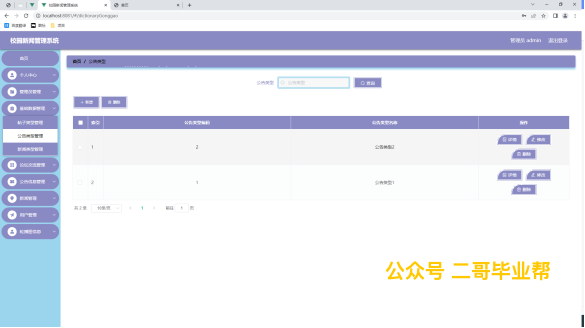 校园新闻管理系统
首页
localhost:8081/#/dictionaryGonggao
校园新闻管理系统
管理员 admin 退出登录
首页
首页 / 公告类型
个人中心
管理员管理
基础数据管理
帖子类型管理
公告类型管理
新闻类型管理
论坛交流管理
公告信息管理
新闻管理
用户管理
轮播图信息
公告类型 公告类型 查询
+ 新增 删除
索引 公告类型编码 公告类型名称 操作
1 2 公告类型2 详情 修改 删除
2 1 公告类型1 详情 修改 删除
共 2 条 10条/页 1 前往 1 页
公众号 二哥毕业帮